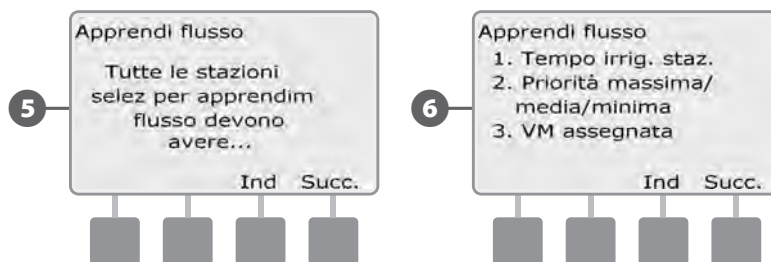 5
Apprendi flusso
Tutte le stazioni
selez per apprendim
flusso devono
avere...
Ind Succ.
6
Apprendi flusso
1. Tempo irrig. staz.
2. Priorità massima/
media/minima
3. VM assegnata
Ind Succ.